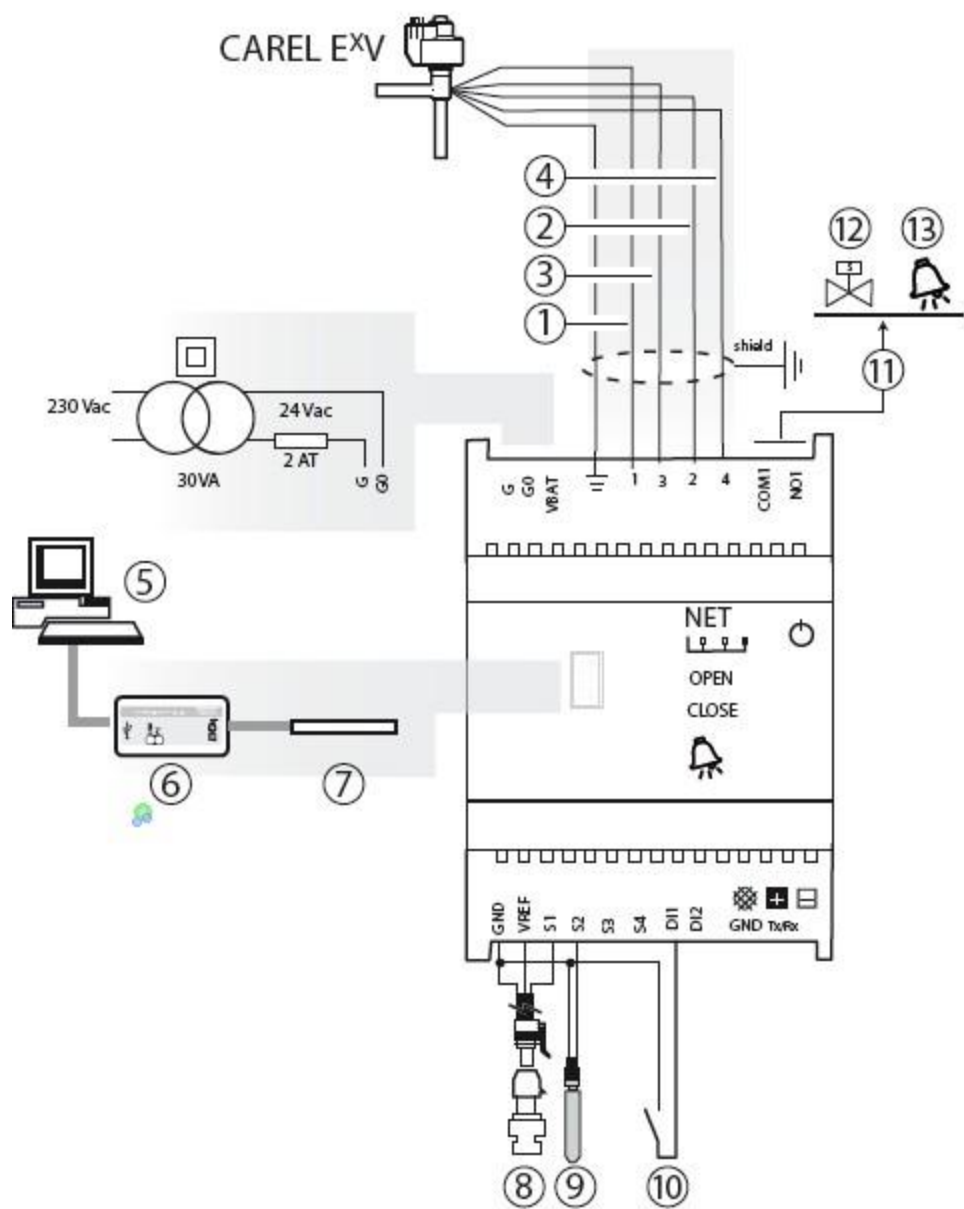 CAREL EXV
4
2
3
1
12
13
S
shield
11
230 Vac
24 Vac
2 AT
30VA
G
G0
G
G0
VBAT
1
3
2
4
COM1
NO1
5
NET
OPEN
CLOSE
6
7
GND
VREF
S1
S2
S3
S4
DI1
DI2
GND
Tx/Rx
8
9
10